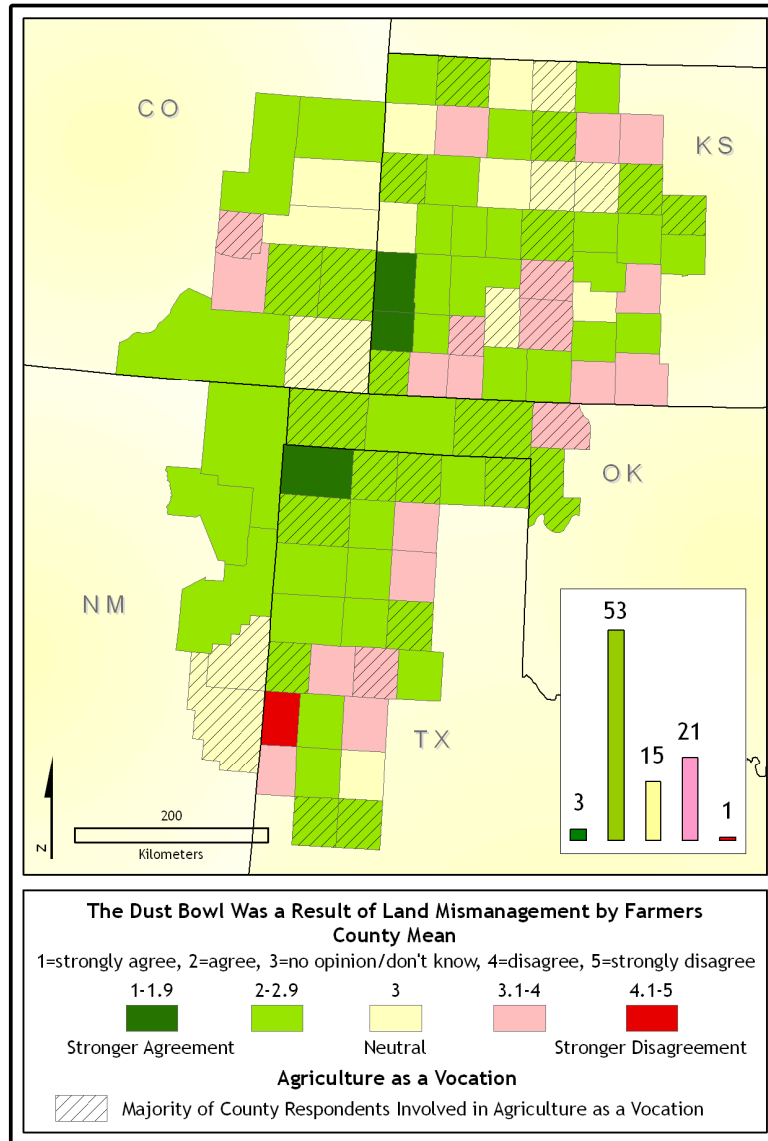 CO
KS
OK
NM
TX
53
21
15
3
1
200
Kilometers
N
The Dust Bowl Was a Result of Land Mismanagement by Farmers
County Mean
1=strongly agree, 2=agree, 3=no opinion/don't know, 4=disagree, 5=strongly disagree
1-1.9 2-2.9 3 3.1-4 4.1-5
Stronger Agreement Neutral Stronger Disagreement
Agriculture as a Vocation
Majority of County Respondents Involved in Agriculture as a Vocation